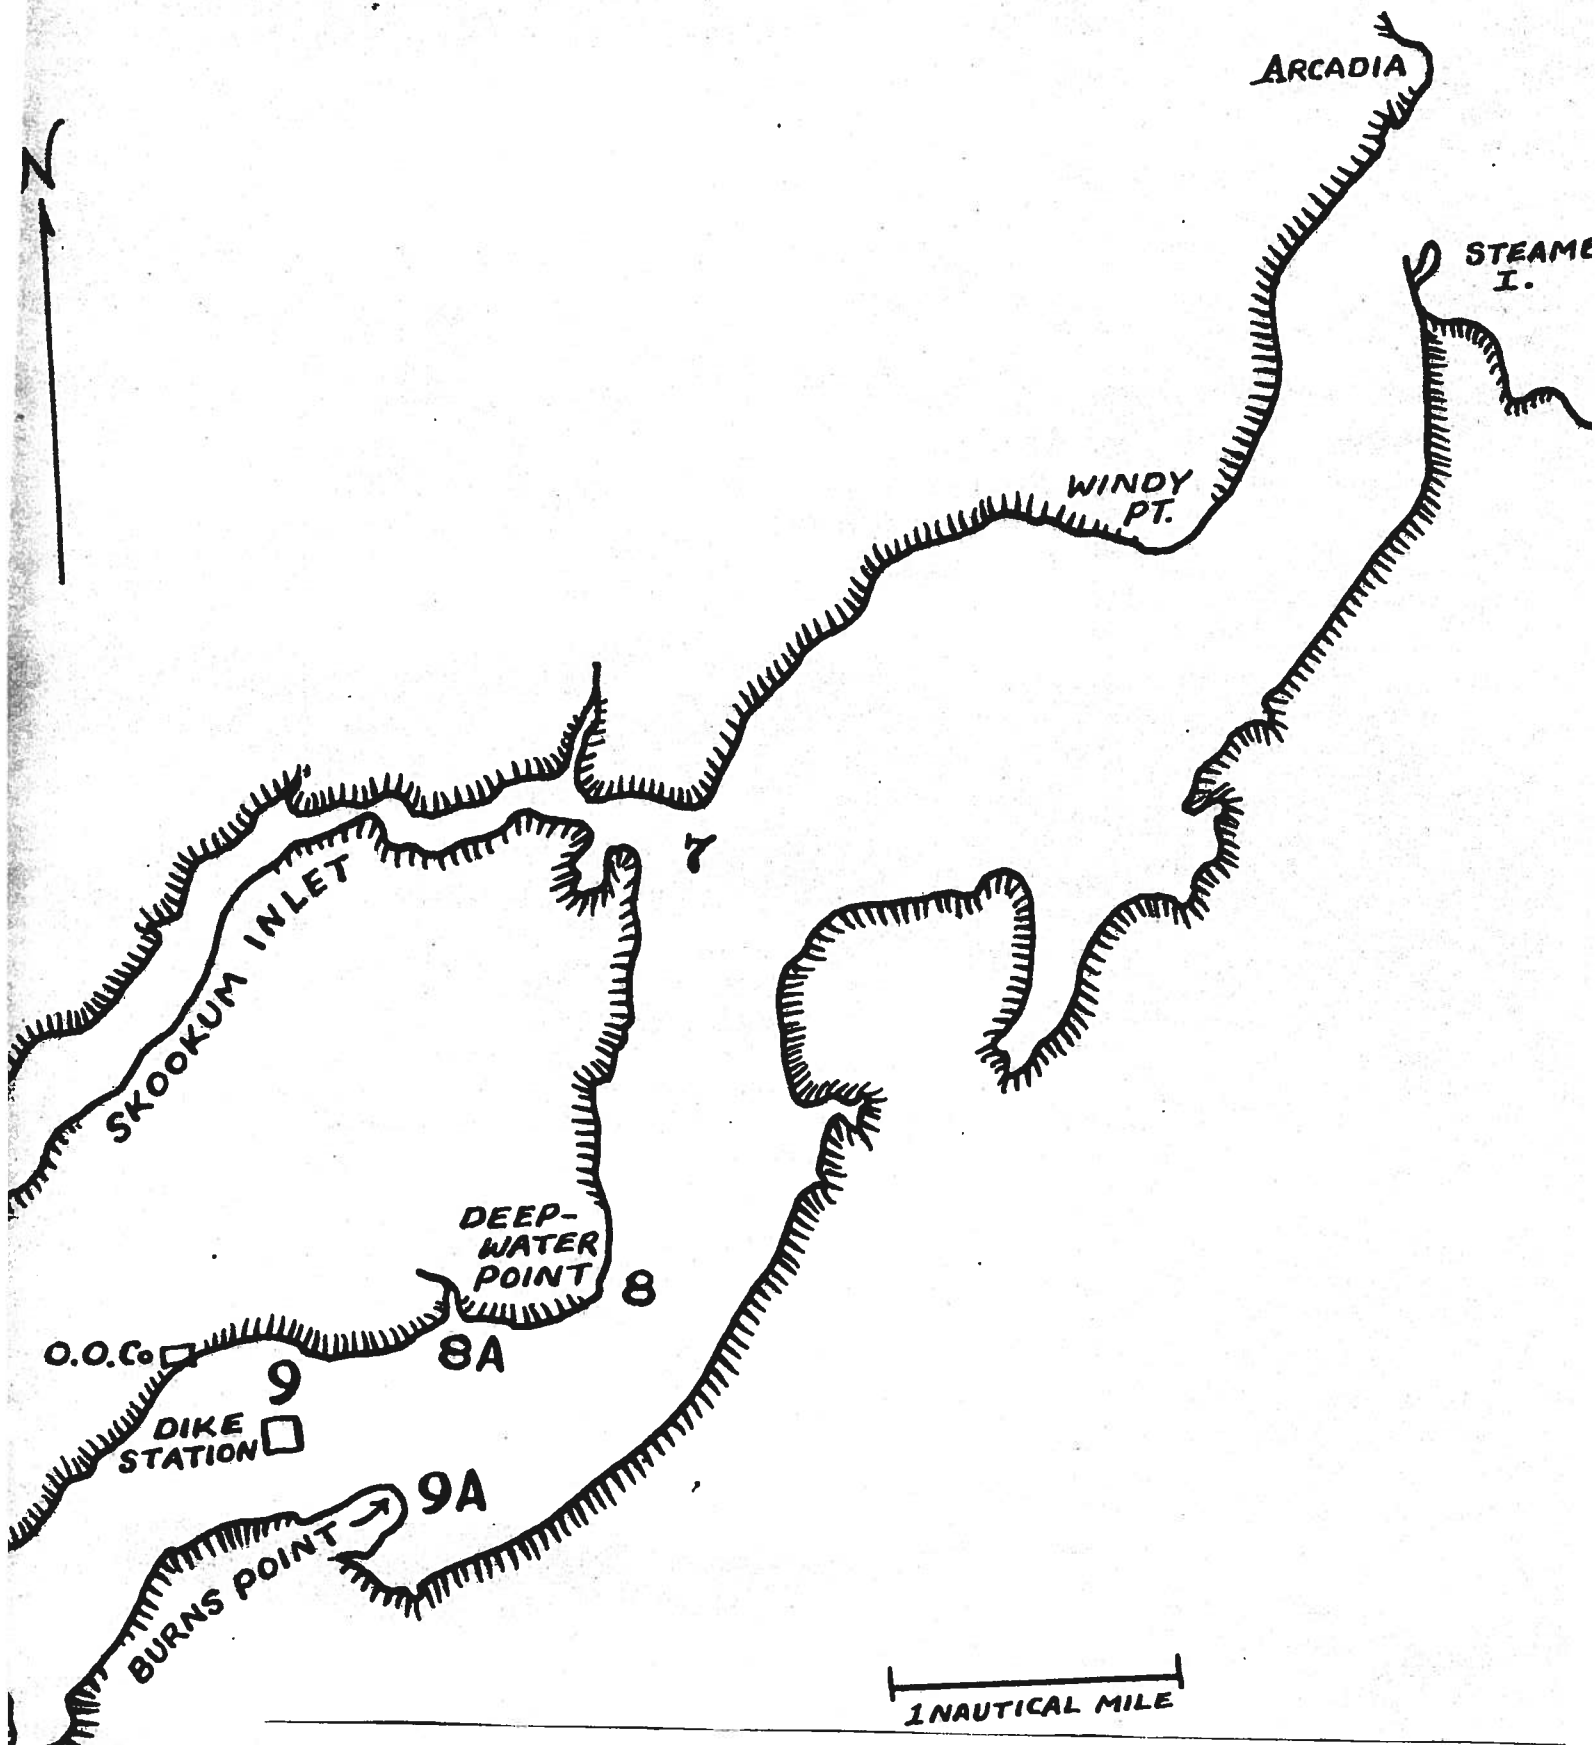 ARCADIA
N
STEAMB
I.
WINDY
PT.
7
SKOOKUM INLET
DEEP-
WATER
POINT
8
8A
O.O.Co
9
DIKE
STATION
9A
BURNS POINT
1 NAUTICAL MILE